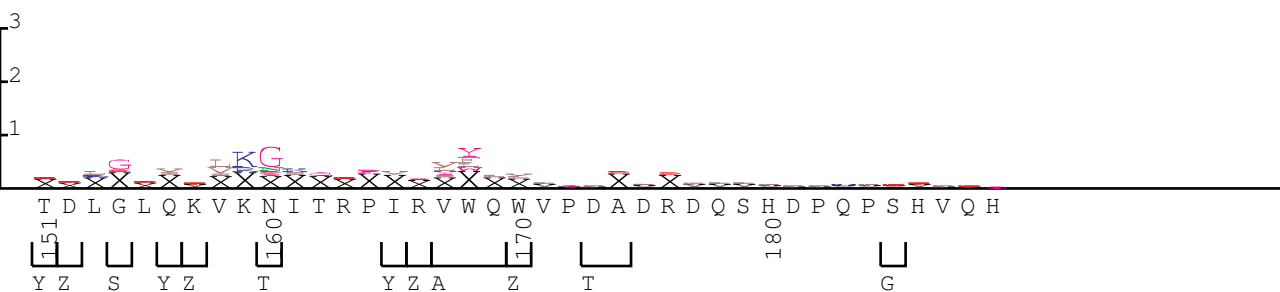 3
2
1
G K G Y
T D L G L Q K V K N I T R P I R V W Q W V P D A D R D Q S H D P Q P S H V Q H
151 160 170 180
Y Z S Y Z T Y Z A Z T G